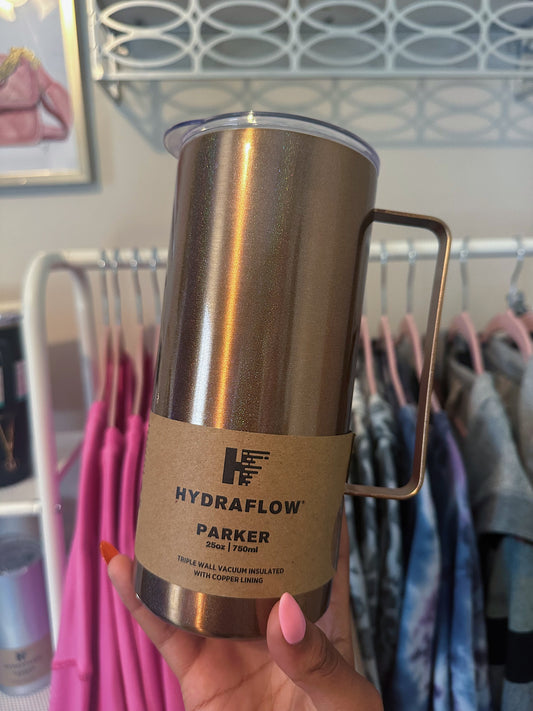 HYDRAFLOW®
PARKER
25oz | 750ml
TRIPLE WALL VACUUM INSULATED
WITH COPPER LINING